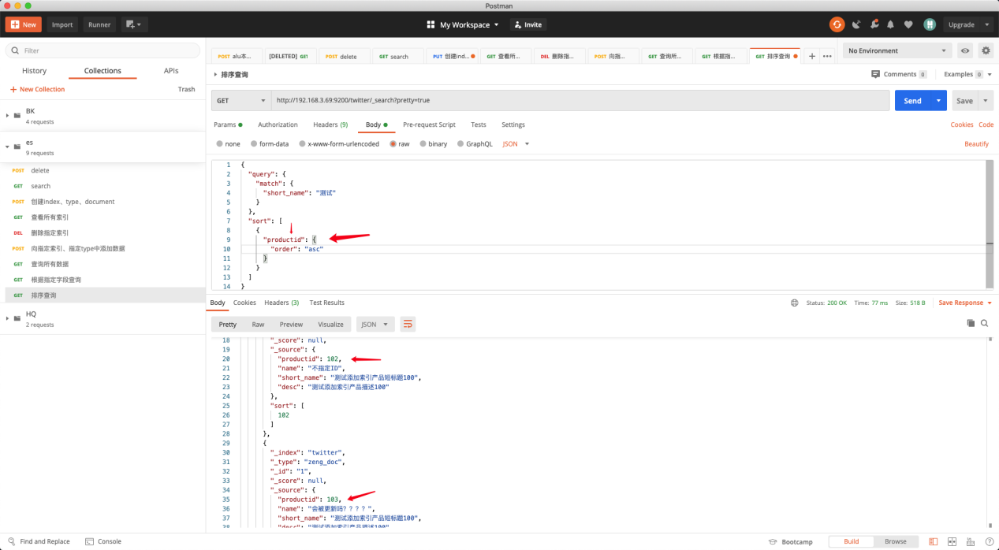 Postman
New Import Runner My Workspace Invite Upgrade
Filter
History Collections APIs
New Collection Trash
BK
4 requests
es
9 requests
POST delete
GET search
POST 创建index、type、document
GET 查看所有索引
DEL 删除指定索引
POST 向指定索引、指定type中添加数据
GET 查询所有数据
GET 根据指定字段查询
GET 排序查询
HQ
2 requests
POST alu本... [DELETED] GET POST delete GET search PUT 创建ind... GET 查看所... DEL 删除指... POST 向指... GET 查询所... GET 根据指... GET 排序查询 No Environment
排序查询 Comments 0 Examples 0
GET http://192.168.3.69:9200/twitter/_search?pretty=true Send Save
Params Authorization Headers (9) Body Pre-request Script Tests Settings Cookies Code
none form-data x-www-form-urlencoded raw binary GraphQL JSON Beautify
1 {
2 "query": {
3 "match": {
4 "short_name": "测试"
5 }
6 },
7 "sort": [
8 {
9 "productid": {
10 "order": "asc"
11 }
12 }
13 ]
14 }
Body Cookies Headers (3) Test Results Status: 200 OK Time: 77 ms Size: 518 B Save Response
Pretty Raw Preview Visualize JSON
18 "_score": null,
19 "_source": {
20 "productid": 102,
21 "name": "不指定ID",
22 "short_name": "测试添加索引产品短标题100",
23 "desc": "测试添加索引产品描述100"
24 },
25 "sort": [
26 102
27 ]
28 },
29 {
30 "_index": "twitter",
31 "_type": "zeng_doc",
32 "_id": "1",
33 "_score": null,
34 "_source": {
35 "productid": 103,
36 "name": "会被更新吗？？？？",
37 "short_name": "测试添加索引产品短标题100",
38 "desc": "测试添加索引产品描述100"
Find and Replace Console Bootcamp Build Browse